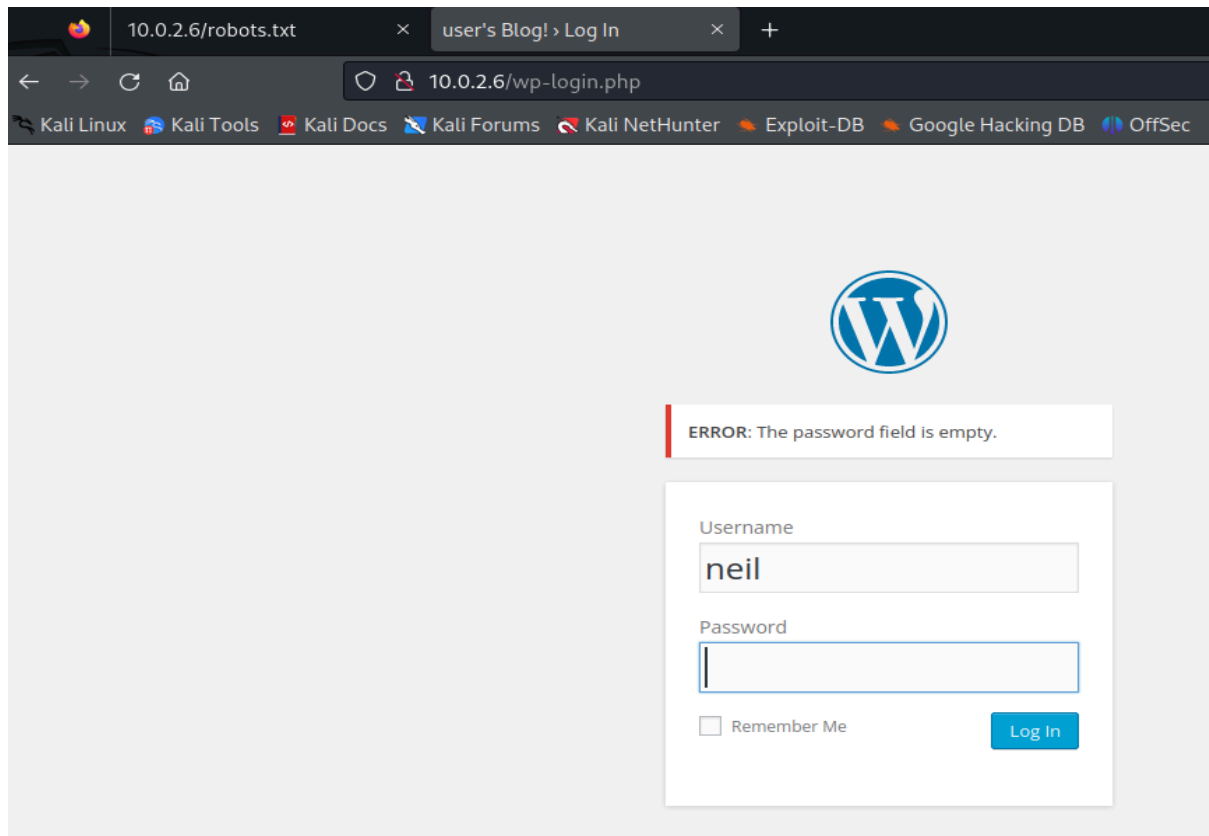 10.0.2.6/robots.txt user's Blog! › Log In
10.0.2.6/wp-login.php
Kali Linux Kali Tools Kali Docs Kali Forums Kali NetHunter Exploit-DB Google Hacking DB OffSec
ERROR: The password field is empty.
Username
neil
Password
Remember Me Log In